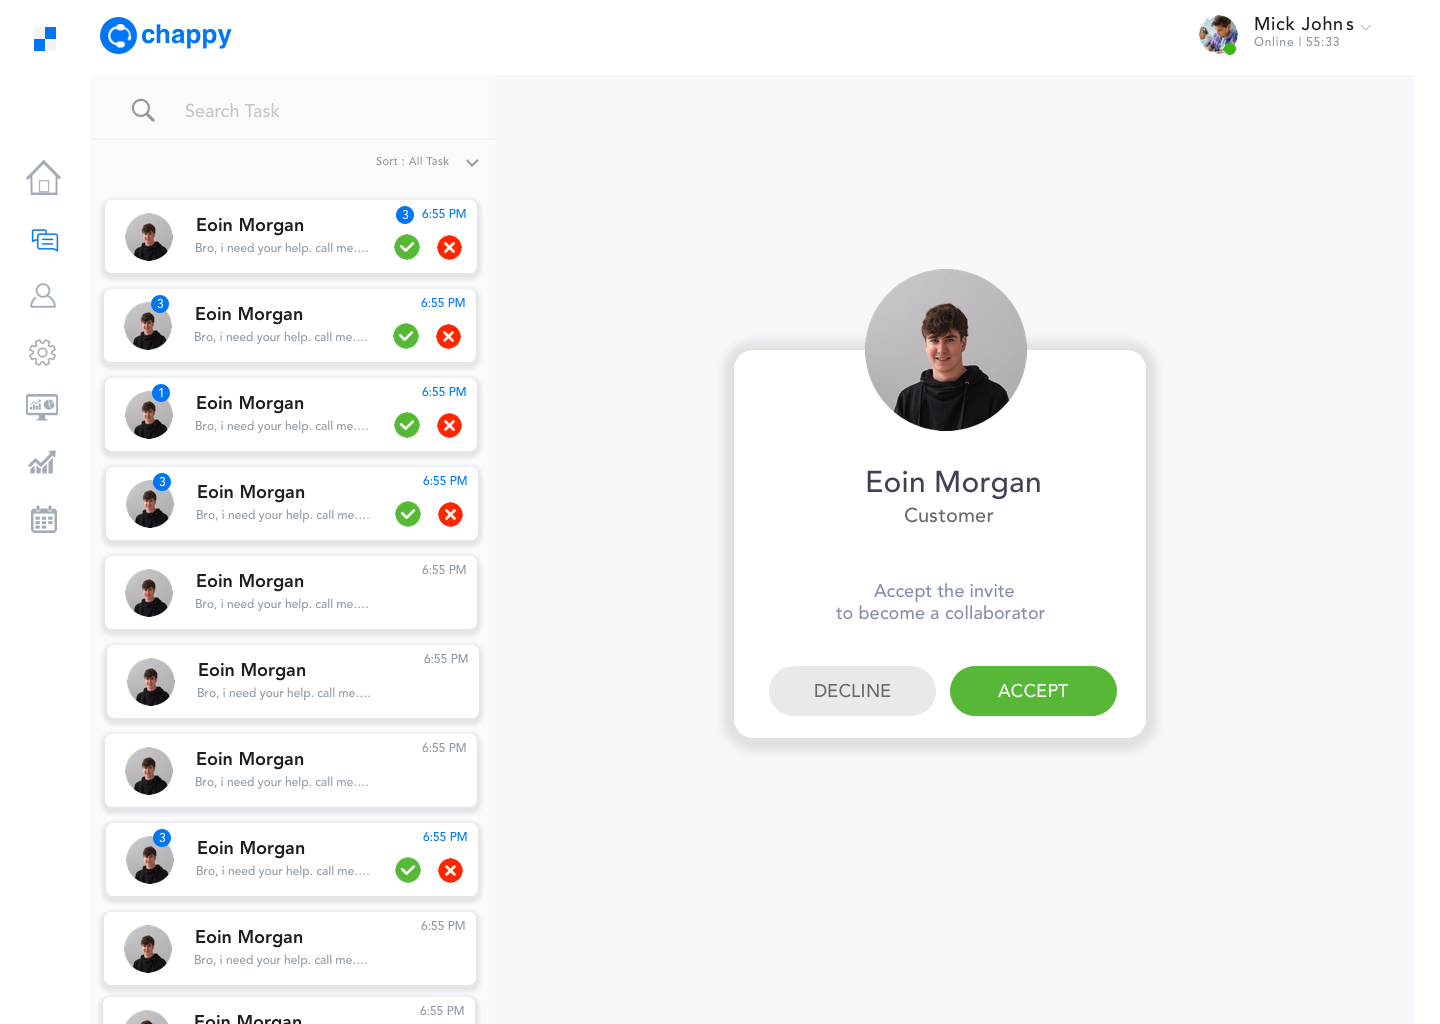 chappy
Mick Johns
Online | 55:33
Search Task
Sort : All Task
3 6:55 PM
Eoin Morgan
Bro, i need your help. call me....
3 6:55 PM
Eoin Morgan
Bro, i need your help. call me....
1 6:55 PM
Eoin Morgan
Bro, i need your help. call me....
3 6:55 PM
Eoin Morgan
Bro, i need your help. call me....
6:55 PM
Eoin Morgan
Bro, i need your help. call me....
6:55 PM
Eoin Morgan
Bro, i need your help. call me....
6:55 PM
Eoin Morgan
Bro, i need your help. call me....
3 6:55 PM
Eoin Morgan
Bro, i need your help. call me....
6:55 PM
Eoin Morgan
Bro, i need your help. call me....
6:55 PM
Eoin Morgan
Eoin Morgan
Customer
Accept the invite
to become a collaborator
DECLINE ACCEPT